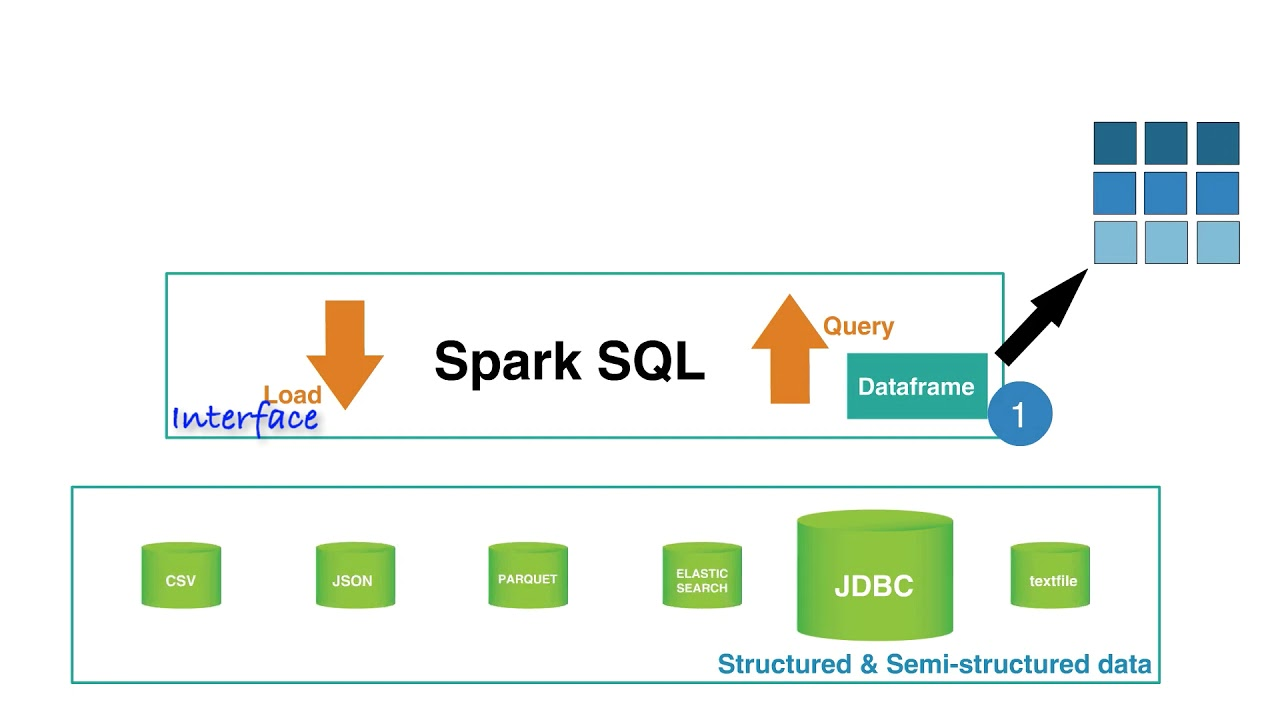 Query
Spark SQL
Dataframe
Load
Interface
1
CSV
JSON
PARQUET
ELASTIC
SEARCH
JDBC
textfile
Structured & Semi-structured data